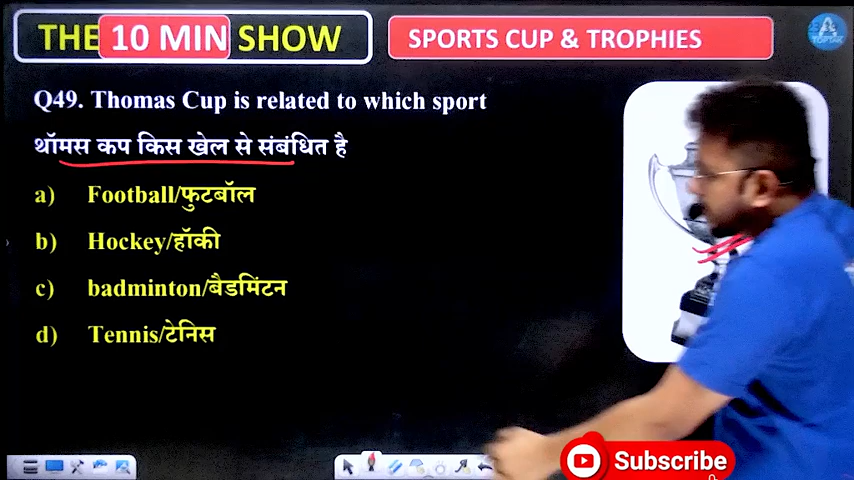 THE 10 MIN SHOW
SPORTS CUP & TROPHIES
TOPTAK
Q49. Thomas Cup is related to which sport
थॉमस कप किस खेल से संबंधित है
a) Football/फुटबॉल
b) Hockey/हॉकी
c) badminton/बैडमिंटन
d) Tennis/टेनिस
Subscribe